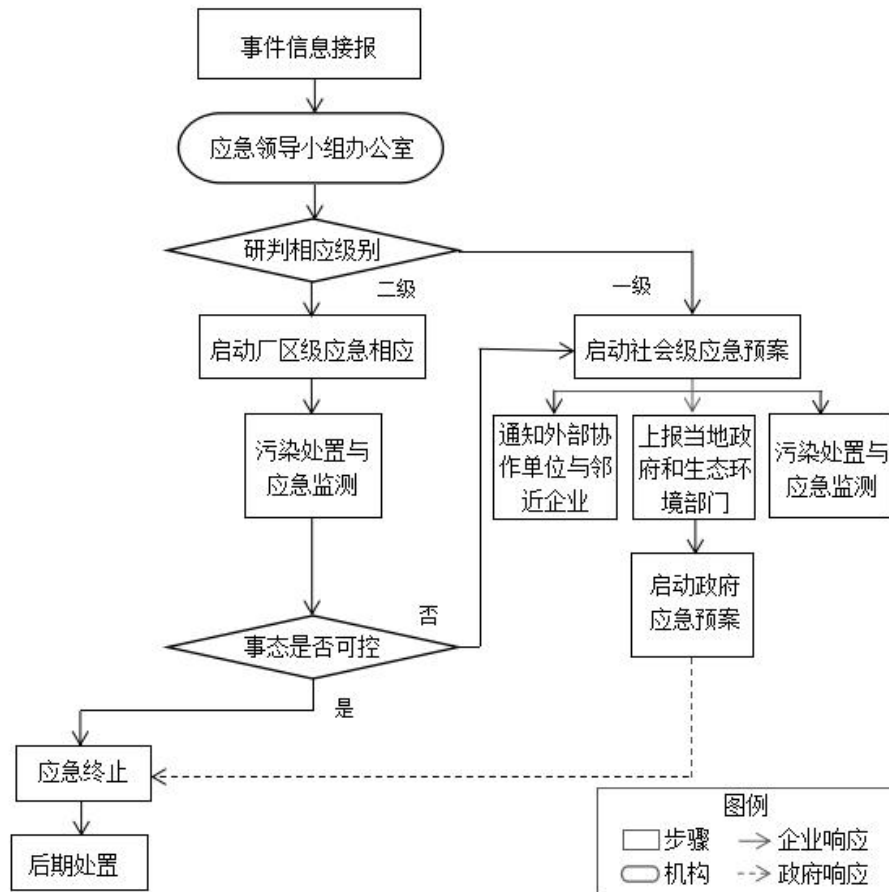 事件信息接报
应急领导小组办公室
研判相应级别
二级
一级
启动厂区级应急相应
启动社会级应急预案
污染处置与
应急监测
通知外部协
作单位与邻
近企业
上报当地政
府和生态环
境部门
污染处置与
应急监测
启动政府
应急预案
事态是否可控
否
是
应急终止
后期处置
图例
步骤
企业响应
机构
政府响应